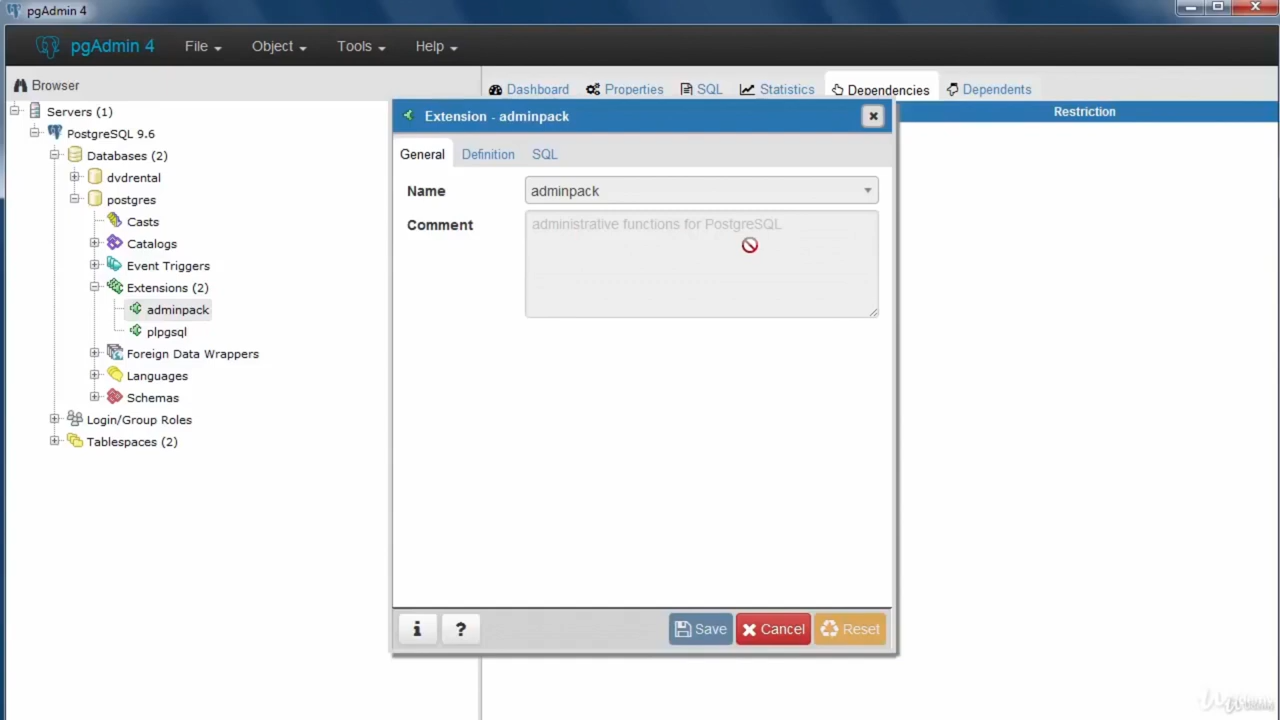 pgAdmin 4
pgAdmin 4 File Object Tools Help
Browser
Dashboard Properties SQL Statistics Dependencies Dependents
Restriction
Servers (1)
PostgreSQL 9.6
Databases (2)
dvdrental
postgres
Casts
Catalogs
Event Triggers
Extensions (2)
adminpack
plpgsql
Foreign Data Wrappers
Languages
Schemas
Login/Group Roles
Tablespaces (2)
Extension - adminpack
General Definition SQL
Name adminpack
Comment administrative functions for PostgreSQL
i ? Save Cancel Reset